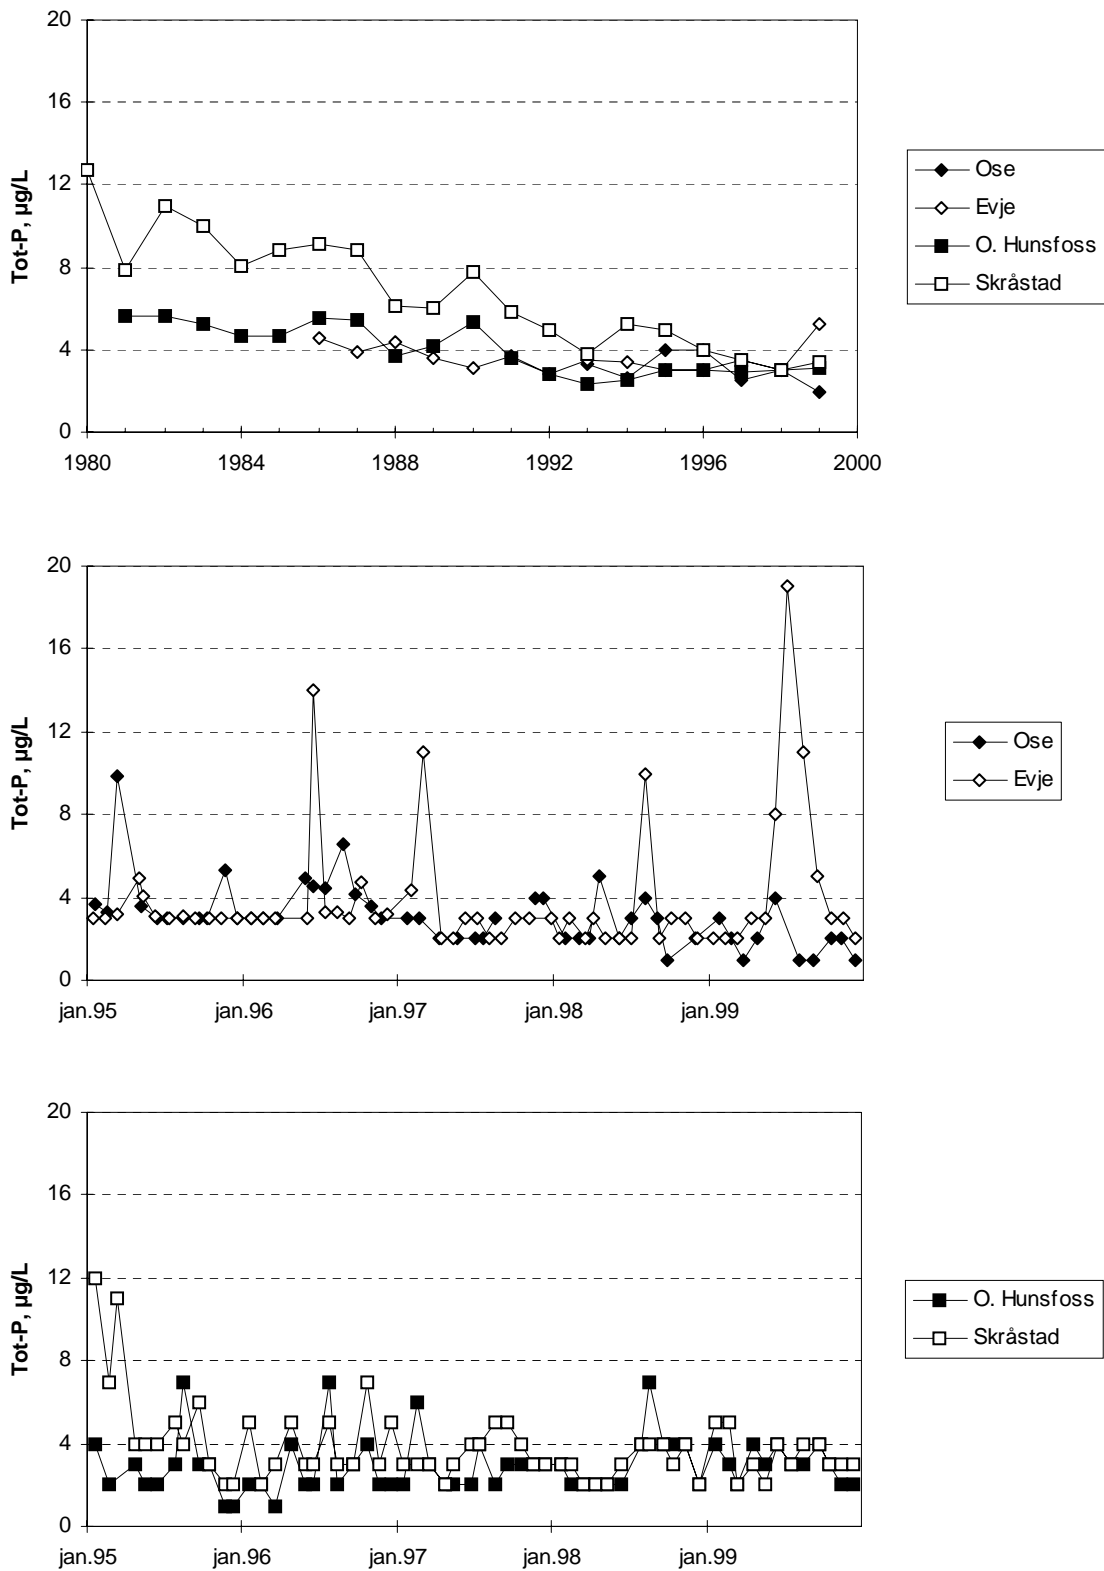 20
16
12
8
4
0
Tot-P, µg/L
1980
1984
1988
1992
1996
2000
Ose
Evje
O. Hunsfoss
Skråstad
20
16
12
8
4
0
Tot-P, µg/L
jan.95
jan.96
jan.97
jan.98
jan.99
Ose
Evje
20
16
12
8
4
0
Tot-P, µg/L
jan.95
jan.96
jan.97
jan.98
jan.99
O. Hunsfoss
Skråstad